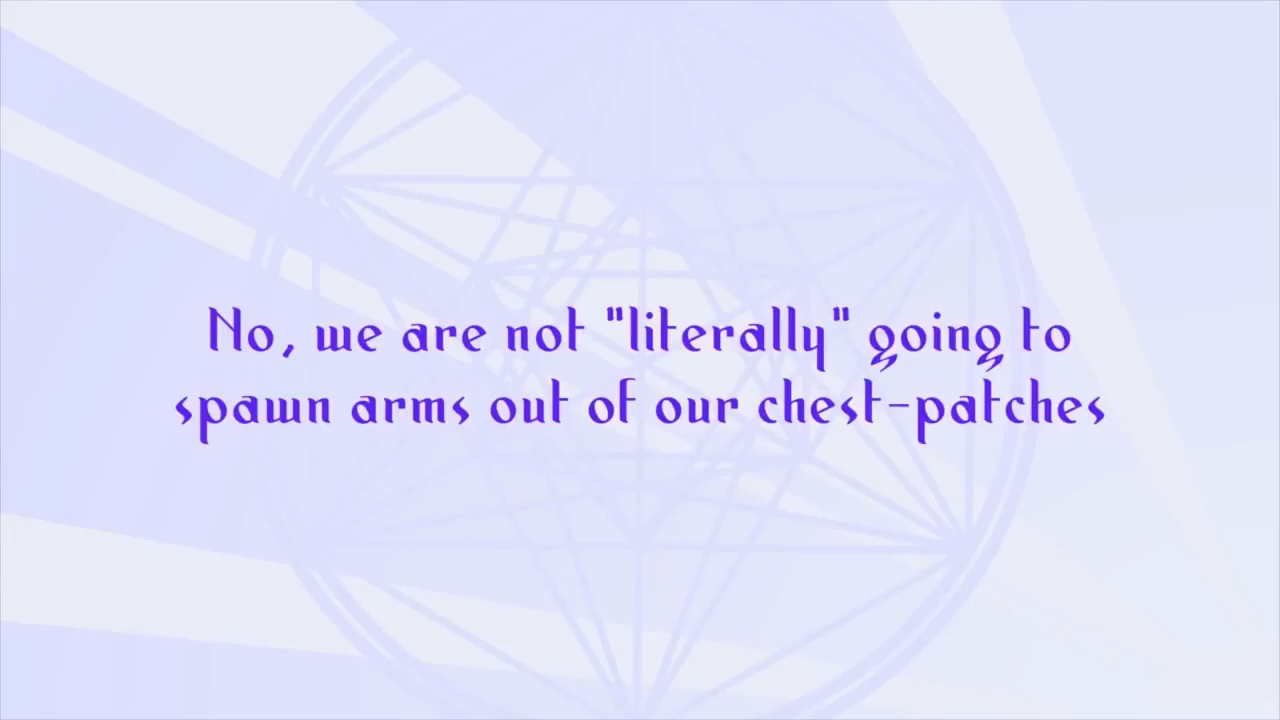 No, we are not "literally" going to
spawn arms out of our chest-patches